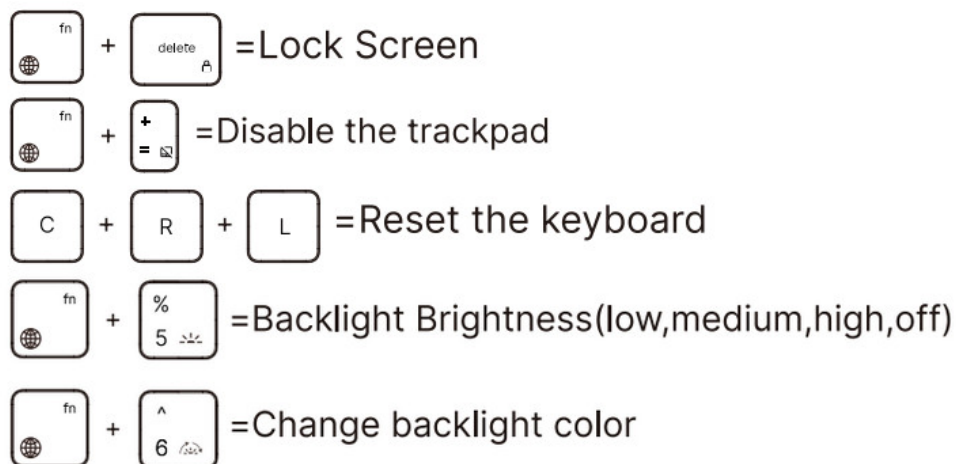 fn + delete =Lock Screen
fn + + = =Disable the trackpad
C + R + L =Reset the keyboard
fn + % 5 =Backlight Brightness(low,medium,high,off)
fn + ^ 6 =Change backlight color